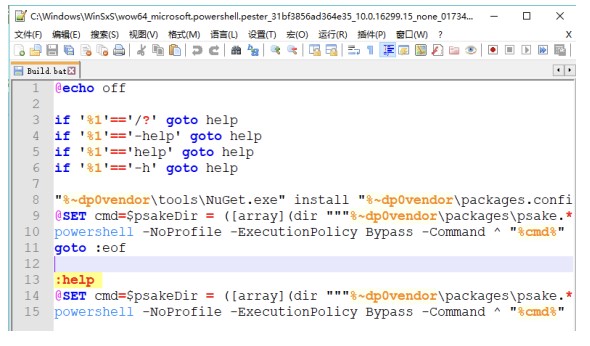 C:\Windows\WinSxS\wow64_microsoft.powershell.pester_31bf3856ad364e35_10.0.16299.15_none_01734...
文件(F) 编辑(E) 搜索(S) 视图(V) 格式(M) 语言(L) 设置(T) 宏(O) 运行(R) 插件(P) 窗口(W) ? X
Build.bat
1 @echo off
2
3 if '%1'=='/?' goto help
4 if '%1'=='-help' goto help
5 if '%1'=='help' goto help
6 if '%1'=='-h' goto help
7
8 "%~dp0vendor\tools\NuGet.exe" install "%~dp0vendor\packages.confi
9 @SET cmd=$psakeDir = ([array](dir """%~dp0vendor\packages\psake.*
10 powershell -NoProfile -ExecutionPolicy Bypass -Command ^ "%cmd%"
11 goto :eof
12
13 :help
14 @SET cmd=$psakeDir = ([array](dir """%~dp0vendor\packages\psake.*
15 powershell -NoProfile -ExecutionPolicy Bypass -Command ^ "%cmd%"